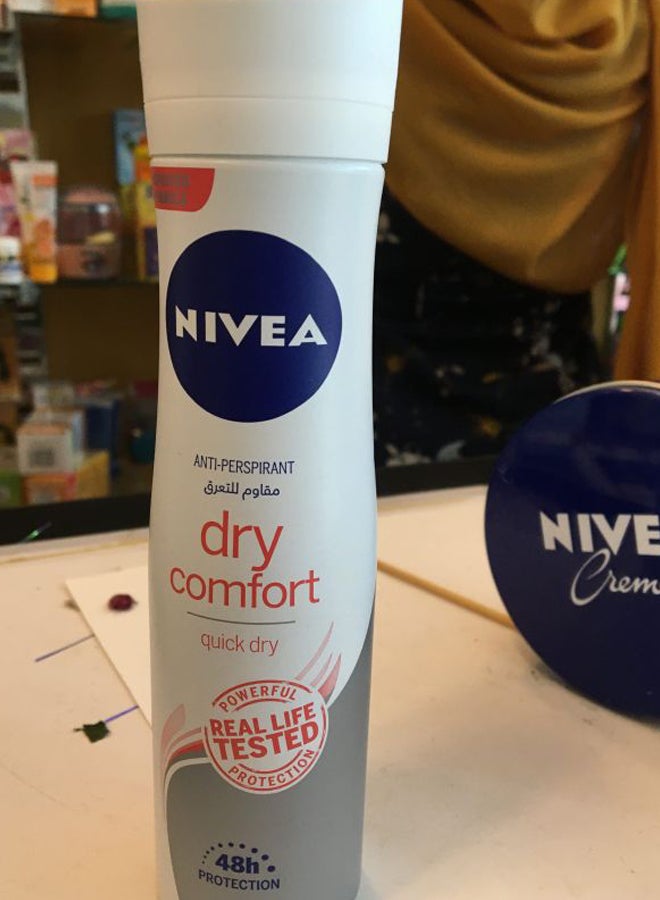 NIVEA
ANTI-PERSPIRANT
مقاوم للتعرق
dry
comfort
quick dry
POWERFUL
REAL LIFE
TESTED
PROTECTION
48h
PROTECTION
NIVE
Crem